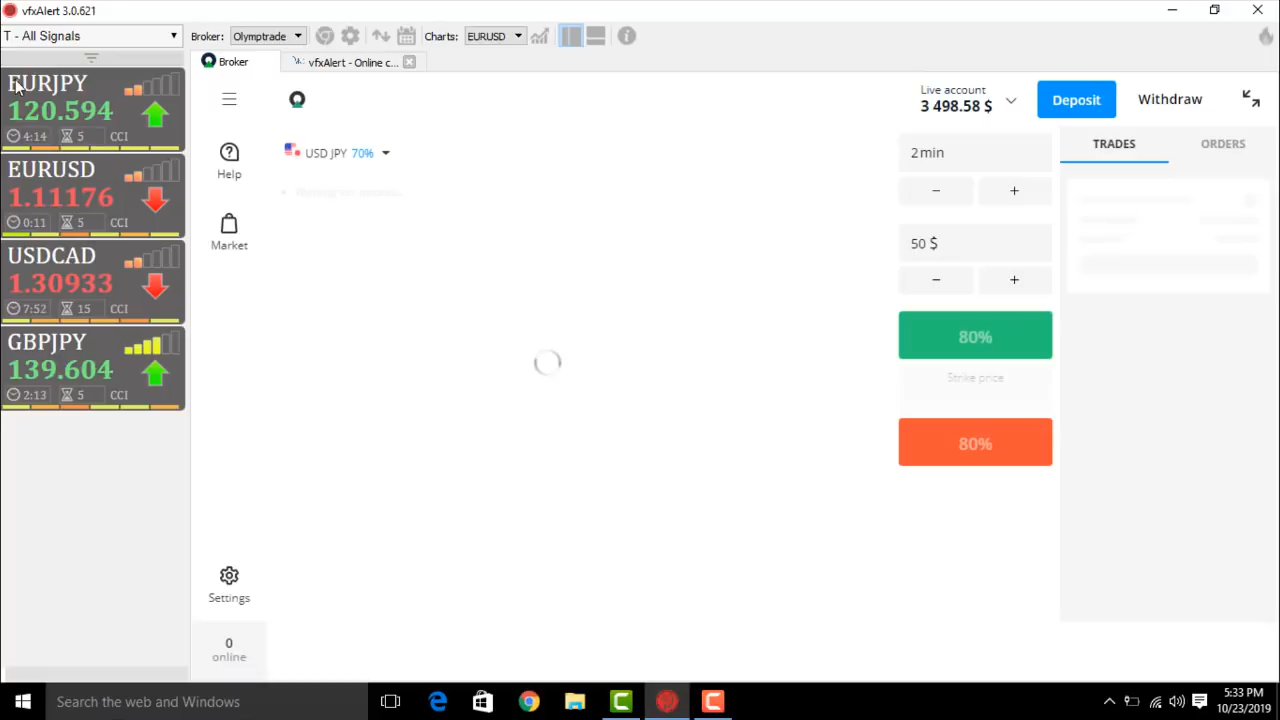 vfxAlert 3.0.621
T - All Signals
Broker: Olymptrade
Charts: EURUSD
Broker
vfxAlert - Online c...
EURJPY
120.594
4:14 5 CCI
EURUSD
1.11176
0:11 5 CCI
USDCAD
1.30933
7:52 15 CCI
GBPJPY
139.604
2:13 5 CCI
Help
Market
Settings
0
online
USD JPY 70%
Live account
3 498.58 $
Deposit
Withdraw
2 min
− +
50 $
− +
80%
Strike price
80%
TRADES
ORDERS
Search the web and Windows
5:33 PM
10/23/2019